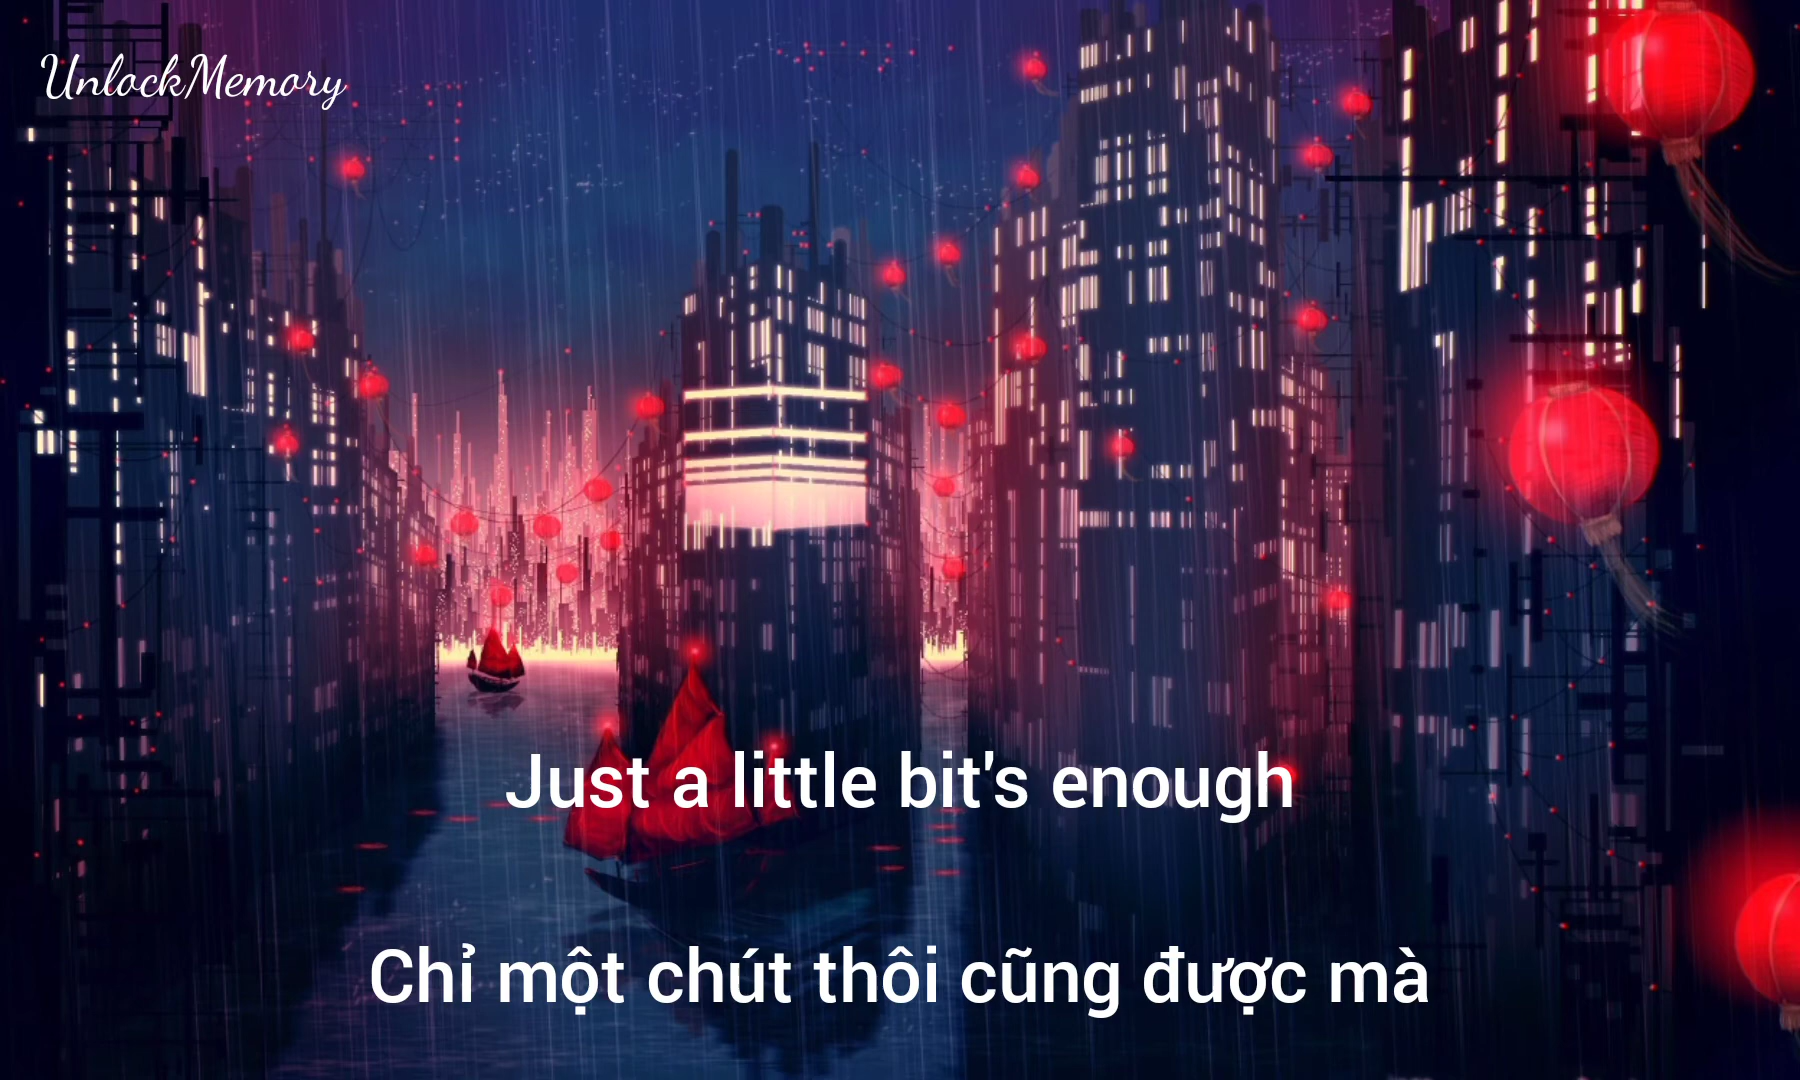 UnlockMemory
Just a little bit's enough
Chỉ một chút thôi cũng được mà